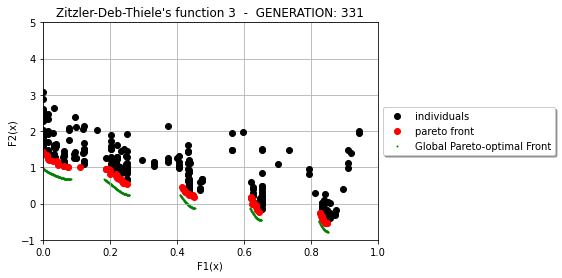 Zitzler-Deb-Thiele's function 3 - GENERATION: 331
5
4
3
2
1
0
−1
F2(x)
0.0 0.2 0.4 0.6 0.8 1.0
F1(x)
individuals
pareto front
Global Pareto-optimal Front